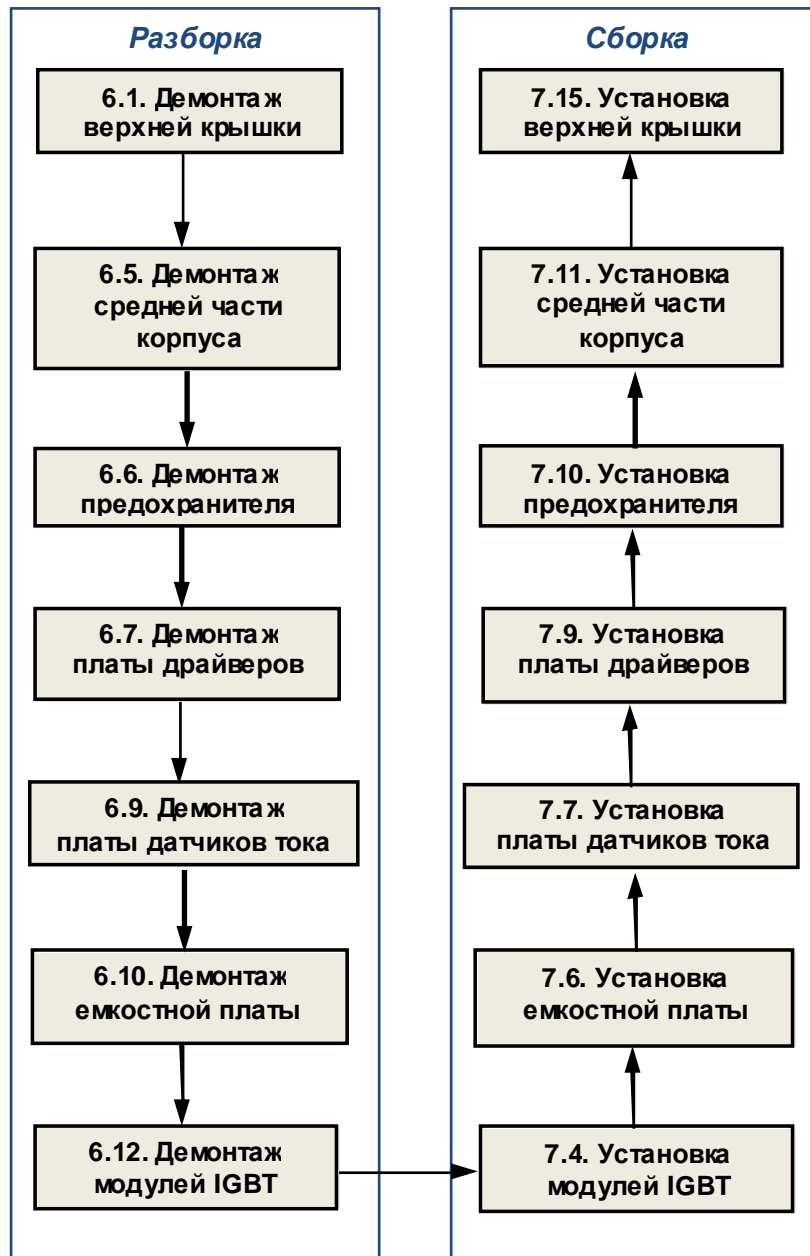 Разборка
6.1. Демонтаж
верхней крышки
6.5. Демонтаж
средней части
корпуса
6.6. Демонтаж
предохранителя
6.7. Демонтаж
платы драйверов
6.9. Демонтаж
платы датчиков тока
6.10. Демонтаж
емкостной платы
6.12. Демонтаж
модулей IGBT
Сборка
7.15. Установка
верхней крышки
7.11. Установка
средней части
корпуса
7.10. Установка
предохранителя
7.9. Установка
платы драйверов
7.7. Установка
платы датчиков тока
7.6. Установка
емкостной платы
7.4. Установка
модулей IGBT